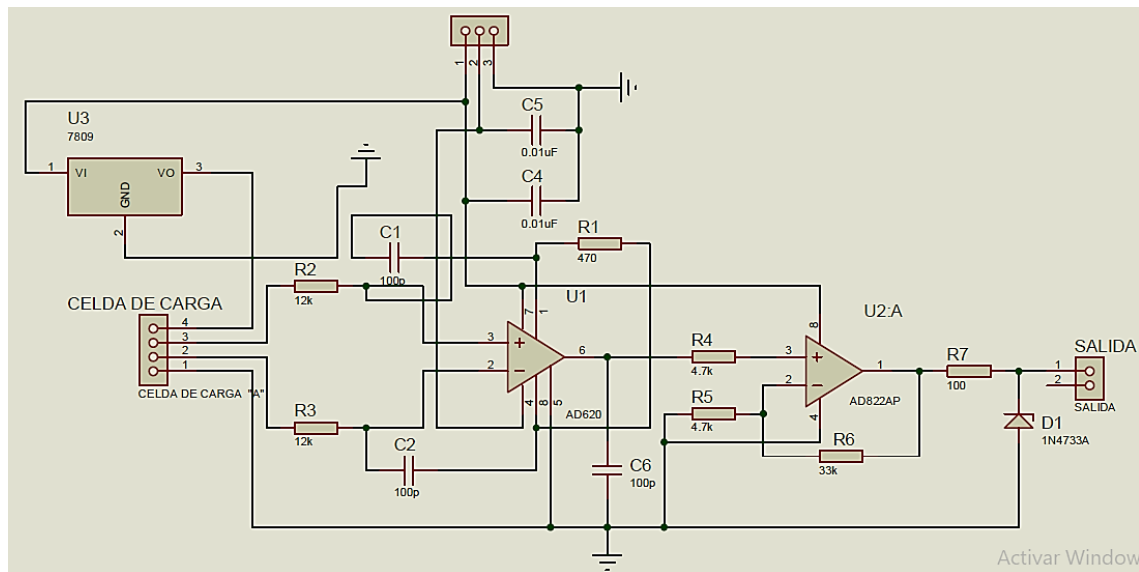 1
2
3
U3
7809
1
VI
VO
3
GND
2
C5
0.01uF
C4
0.01uF
C1
100p
R1
470
R2
12k
CELDA DE CARGA
4
3
2
1
CELDA DE CARGA "A"
R3
12k
C2
100p
U1
7
1
3
2
6
4
8
5
AD620
C6
100p
R4
4.7k
R5
4.7k
U2:A
8
3
2
1
4
AD822AP
R6
33k
R7
100
SALIDA
1
2
SALIDA
D1
1N4733A
Activar Window